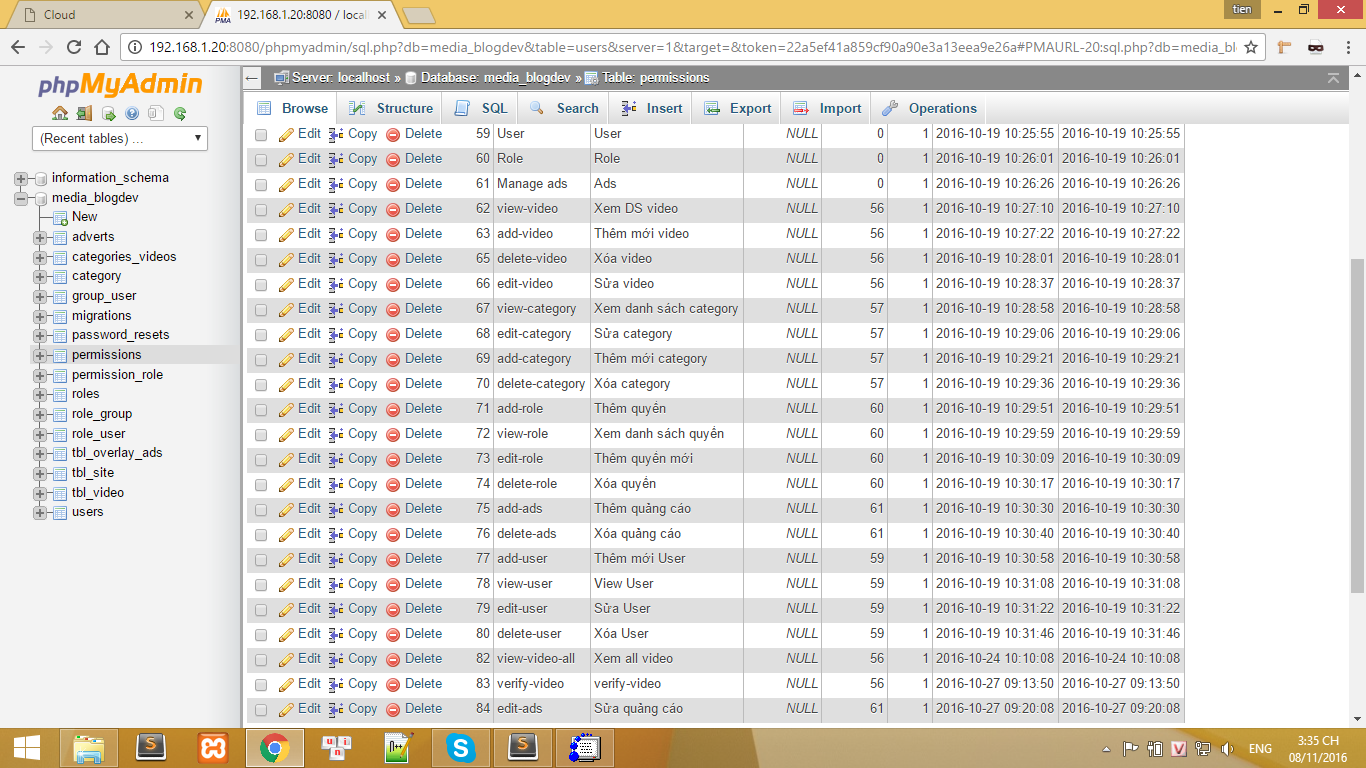 Cloud
192.168.1.20:8080 / local
tien
192.168.1.20:8080/phpmyadmin/sql.php?db=media_blogdev&table=users&server=1&target=&token=22a5ef41a859cf90a90e3a13eea9e26a#PMAURL-20:sql.php?db=media_bl
phpMyAdmin
(Recent tables) ...
information_schema
media_blogdev
New
adverts
categories_videos
category
group_user
migrations
password_resets
permissions
permission_role
roles
role_group
role_user
tbl_overlay_ads
tbl_site
tbl_video
users
Server: localhost » Database: media_blogdev » Table: permissions
Browse Structure SQL Search Insert Export Import Operations
Edit Copy Delete 59 User User NULL 0 1 2016-10-19 10:25:55 2016-10-19 10:25:55
Edit Copy Delete 60 Role Role NULL 0 1 2016-10-19 10:26:01 2016-10-19 10:26:01
Edit Copy Delete 61 Manage ads Ads NULL 0 1 2016-10-19 10:26:26 2016-10-19 10:26:26
Edit Copy Delete 62 view-video Xem DS video NULL 56 1 2016-10-19 10:27:10 2016-10-19 10:27:10
Edit Copy Delete 63 add-video Thêm mới video NULL 56 1 2016-10-19 10:27:22 2016-10-19 10:27:22
Edit Copy Delete 65 delete-video Xóa video NULL 56 1 2016-10-19 10:28:01 2016-10-19 10:28:01
Edit Copy Delete 66 edit-video Sửa video NULL 56 1 2016-10-19 10:28:37 2016-10-19 10:28:37
Edit Copy Delete 67 view-category Xem danh sách category NULL 57 1 2016-10-19 10:28:58 2016-10-19 10:28:58
Edit Copy Delete 68 edit-category Sửa category NULL 57 1 2016-10-19 10:29:06 2016-10-19 10:29:06
Edit Copy Delete 69 add-category Thêm mới category NULL 57 1 2016-10-19 10:29:21 2016-10-19 10:29:21
Edit Copy Delete 70 delete-category Xóa category NULL 57 1 2016-10-19 10:29:36 2016-10-19 10:29:36
Edit Copy Delete 71 add-role Thêm quyền NULL 60 1 2016-10-19 10:29:51 2016-10-19 10:29:51
Edit Copy Delete 72 view-role Xem danh sách quyền NULL 60 1 2016-10-19 10:29:59 2016-10-19 10:29:59
Edit Copy Delete 73 edit-role Thêm quyền mới NULL 60 1 2016-10-19 10:30:09 2016-10-19 10:30:09
Edit Copy Delete 74 delete-role Xóa quyền NULL 60 1 2016-10-19 10:30:17 2016-10-19 10:30:17
Edit Copy Delete 75 add-ads Thêm quảng cáo NULL 61 1 2016-10-19 10:30:30 2016-10-19 10:30:30
Edit Copy Delete 76 delete-ads Xóa quảng cáo NULL 61 1 2016-10-19 10:30:40 2016-10-19 10:30:40
Edit Copy Delete 77 add-user Thêm mới User NULL 59 1 2016-10-19 10:30:58 2016-10-19 10:30:58
Edit Copy Delete 78 view-user View User NULL 59 1 2016-10-19 10:31:08 2016-10-19 10:31:08
Edit Copy Delete 79 edit-user Sửa User NULL 59 1 2016-10-19 10:31:22 2016-10-19 10:31:22
Edit Copy Delete 80 delete-user Xóa User NULL 59 1 2016-10-19 10:31:46 2016-10-19 10:31:46
Edit Copy Delete 82 view-video-all Xem all video NULL 56 1 2016-10-24 10:10:08 2016-10-24 10:10:08
Edit Copy Delete 83 verify-video verify-video NULL 56 1 2016-10-27 09:13:50 2016-10-27 09:13:50
Edit Copy Delete 84 edit-ads Sửa quảng cáo NULL 61 1 2016-10-27 09:20:08 2016-10-27 09:20:08
ENG
3:35 CH
08/11/2016